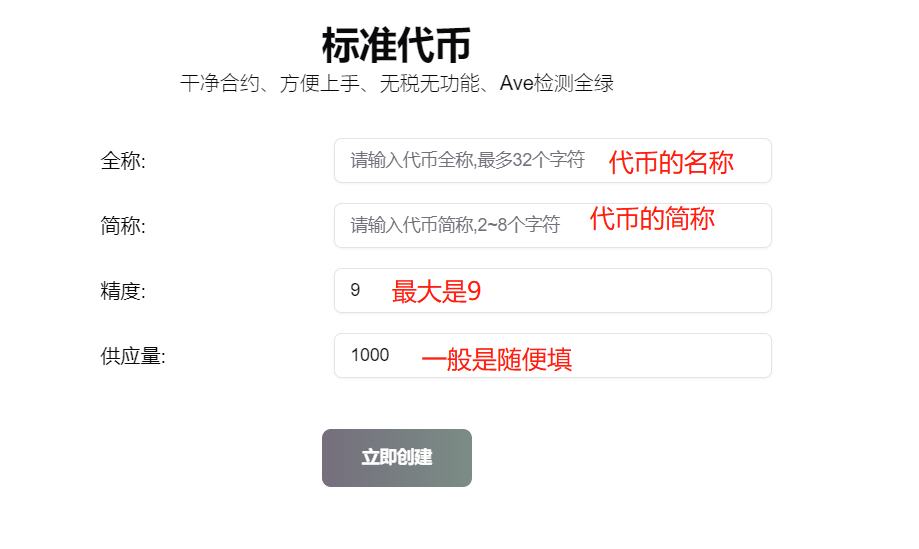 标准代币
干净合约、方便上手、无税无功能、Ave检测全绿
全称: 请输入代币全称,最多32个字符 代币的名称
简称: 请输入代币简称,2~8个字符 代币的简称
精度: 9 最大是9
供应量: 1000 一般是随便填
立即创建